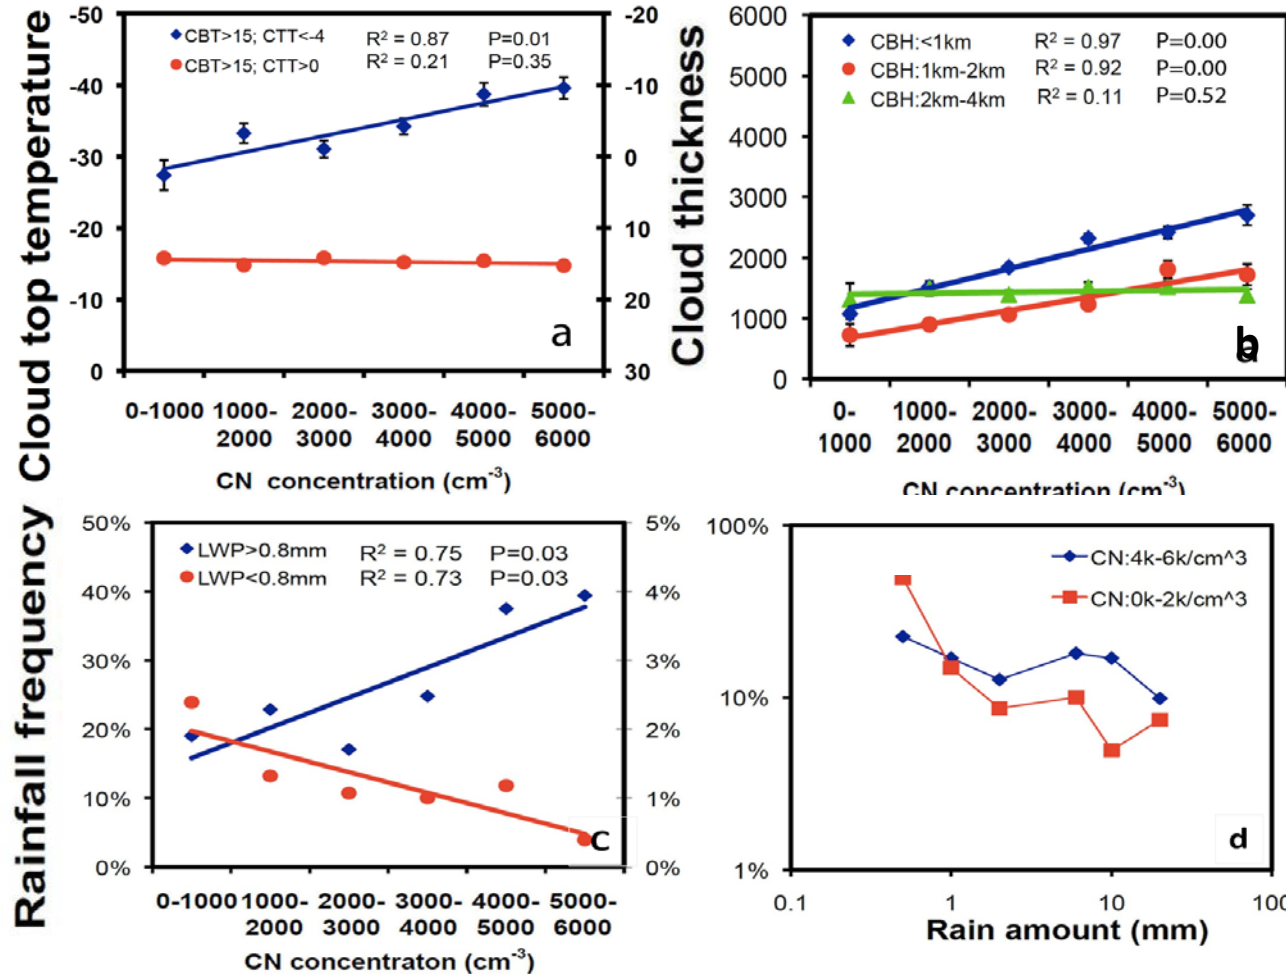 Cloud top temperature
-50
-40
-30
-20
-10
0
CBT>15; CTT<-4 R² = 0.87 P=0.01
CBT>15; CTT>0 R² = 0.21 P=0.35
-20
-10
0
10
20
30
a
0-1000 1000-2000 2000-3000 3000-4000 4000-5000 5000-6000
CN concentration (cm⁻³)
Cloud thickness
6000
5000
4000
3000
2000
1000
0
CBH:<1km R² = 0.97 P=0.00
CBH:1km-2km R² = 0.92 P=0.00
CBH:2km-4km R² = 0.11 P=0.52
b
0-1000 1000-2000 2000-3000 3000-4000 4000-5000 5000-6000
CN concentration (cm⁻³)
Rainfall frequency
50%
40%
30%
20%
10%
0%
LWP>0.8mm R² = 0.75 P=0.03
LWP<0.8mm R² = 0.73 P=0.03
5%
4%
3%
2%
1%
0%
c
0-1000 1000-2000 2000-3000 3000-4000 4000-5000 5000-6000
CN concentraton (cm⁻³)
100%
10%
1%
CN:4k-6k/cm^3
CN:0k-2k/cm^3
d
0.1 1 10 100
Rain amount (mm)